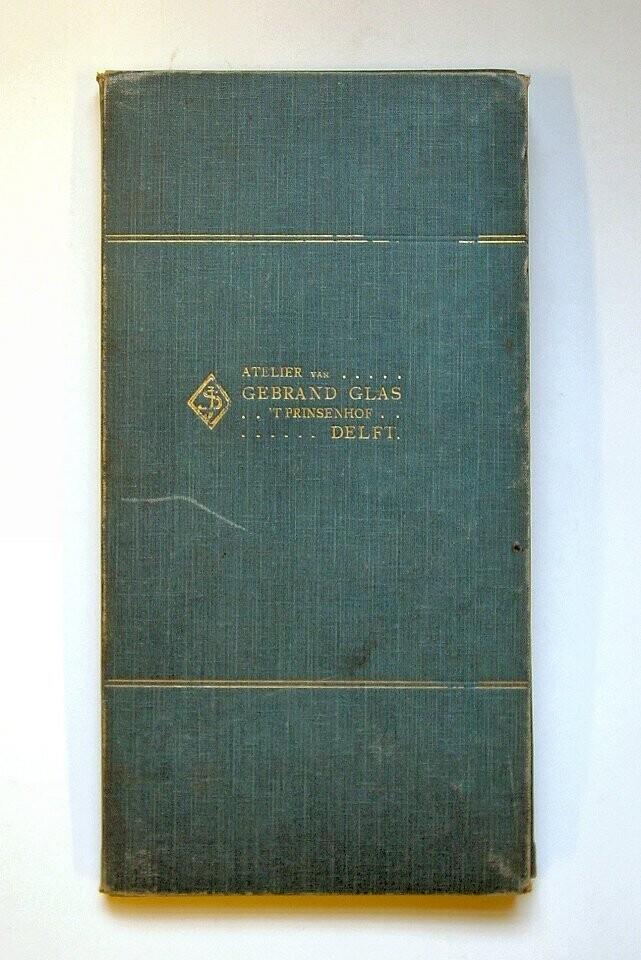 ATELIER VAN . . . . .
GEBRAND GLAS
. . 'T PRINSENHOF . .
. . . . . . DELFT.